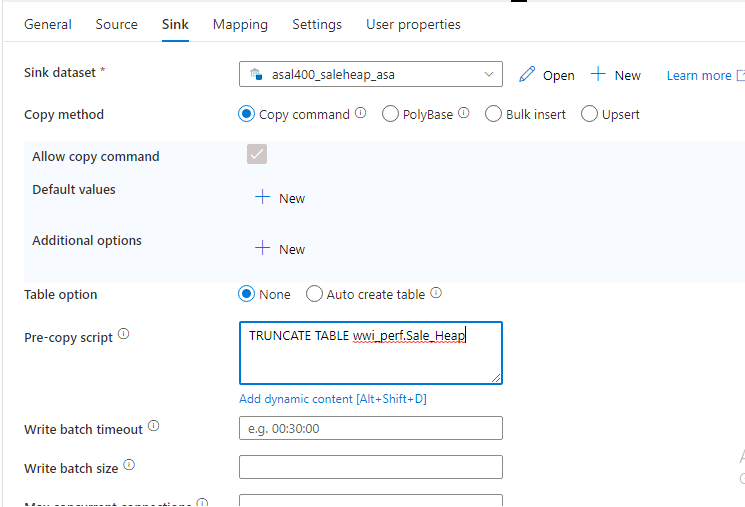 General Source Sink Mapping Settings User properties
Sink dataset * asal400_saleheap_asa Open New Learn more
Copy method Copy command PolyBase Bulk insert Upsert
Allow copy command
Default values New
Additional options New
Table option None Auto create table
Pre-copy script TRUNCATE TABLE wwi_perf.Sale_Heap
Add dynamic content [Alt+Shift+D]
Write batch timeout e.g. 00:30:00
Write batch size
Max concurrent connections